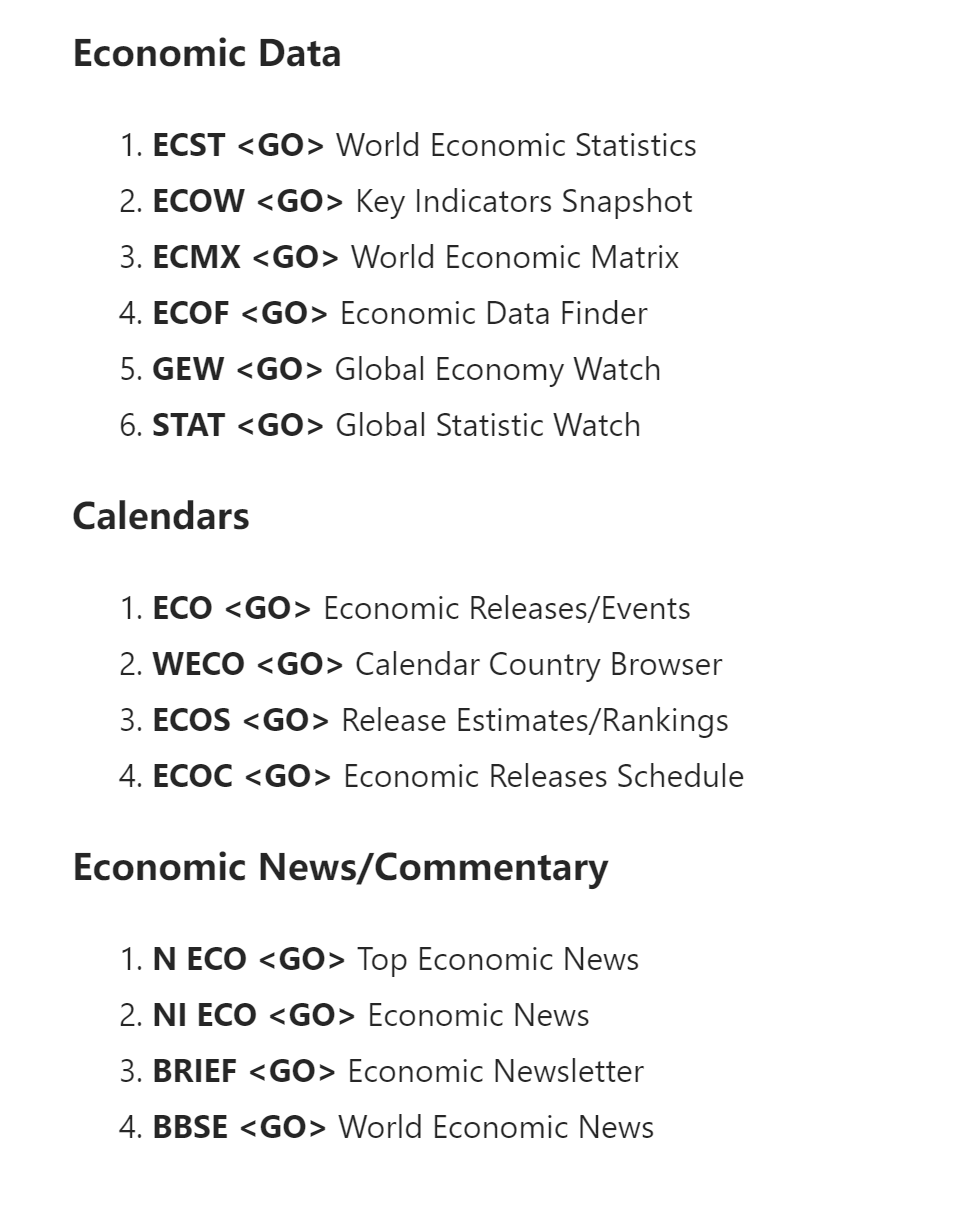 Economic Data
1. ECST <GO> World Economic Statistics
2. ECOW <GO> Key Indicators Snapshot
3. ECMX <GO> World Economic Matrix
4. ECOF <GO> Economic Data Finder
5. GEW <GO> Global Economy Watch
6. STAT <GO> Global Statistic Watch
Calendars
1. ECO <GO> Economic Releases/Events
2. WECO <GO> Calendar Country Browser
3. ECOS <GO> Release Estimates/Rankings
4. ECOC <GO> Economic Releases Schedule
Economic News/Commentary
1. N ECO <GO> Top Economic News
2. NI ECO <GO> Economic News
3. BRIEF <GO> Economic Newsletter
4. BBSE <GO> World Economic News